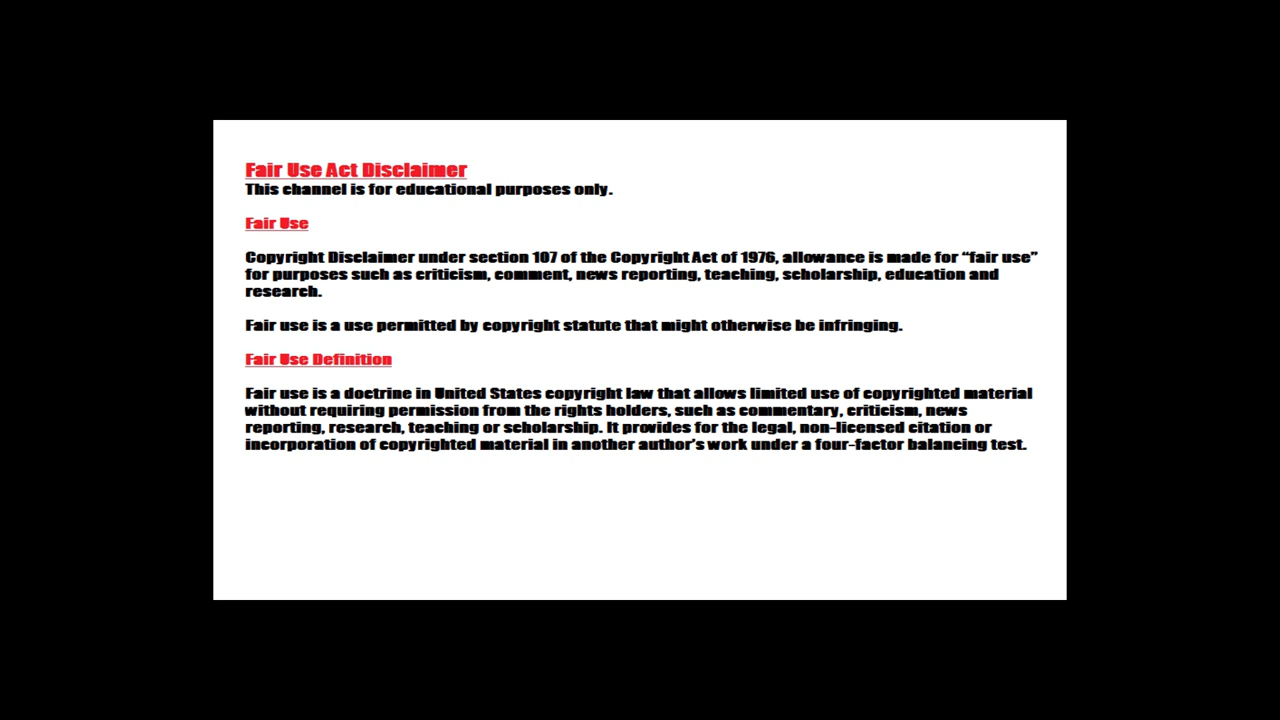 Fair Use Act Disclaimer
This channel is for educational purposes only.
Fair Use
Copyright Disclaimer under section 107 of the Copyright Act of 1976, allowance is made for “fair use”
for purposes such as criticism, comment, news reporting, teaching, scholarship, education and
research.
Fair use is a use permitted by copyright statute that might otherwise be infringing.
Fair Use Definition
Fair use is a doctrine in United States copyright law that allows limited use of copyrighted material
without requiring permission from the rights holders, such as commentary, criticism, news
reporting, research, teaching or scholarship. It provides for the legal, non-licensed citation or
incorporation of copyrighted material in another author’s work under a four-factor balancing test.